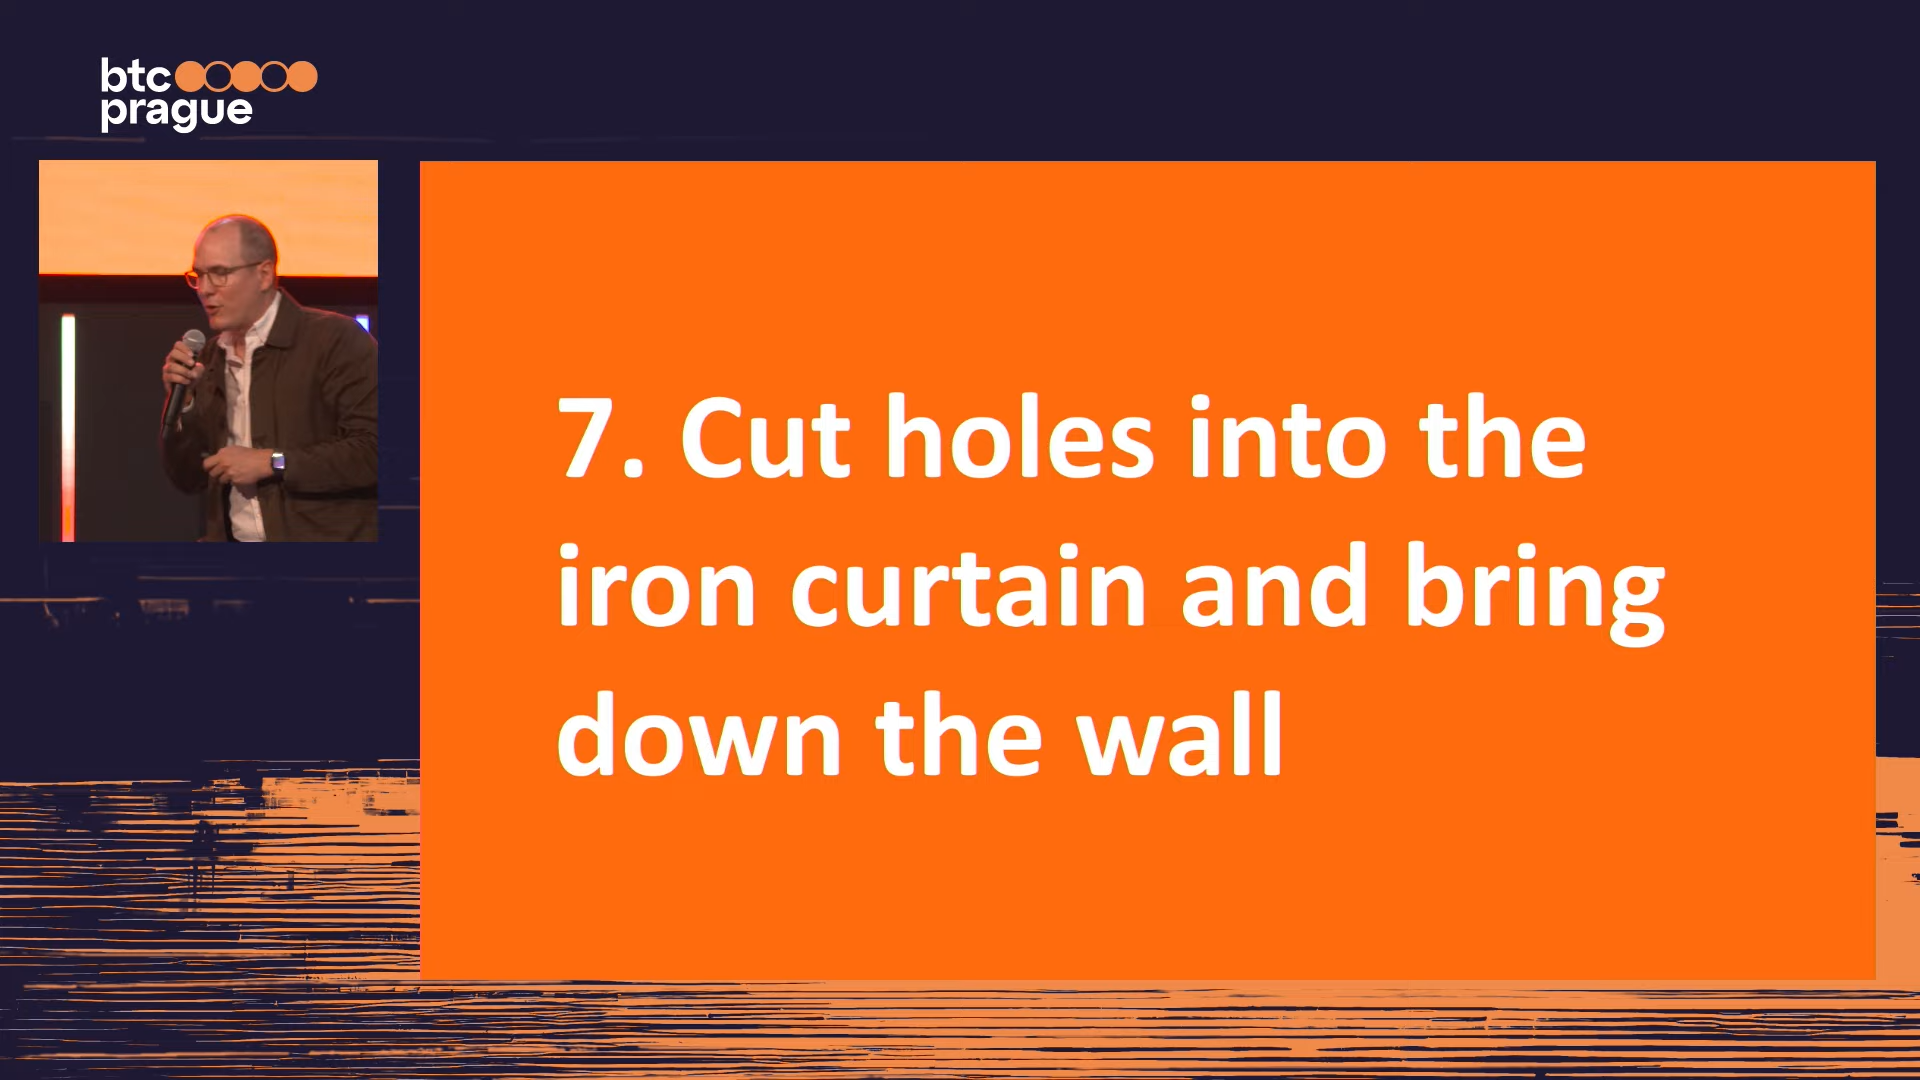 btc
prague
7. Cut holes into the
iron curtain and bring
down the wall